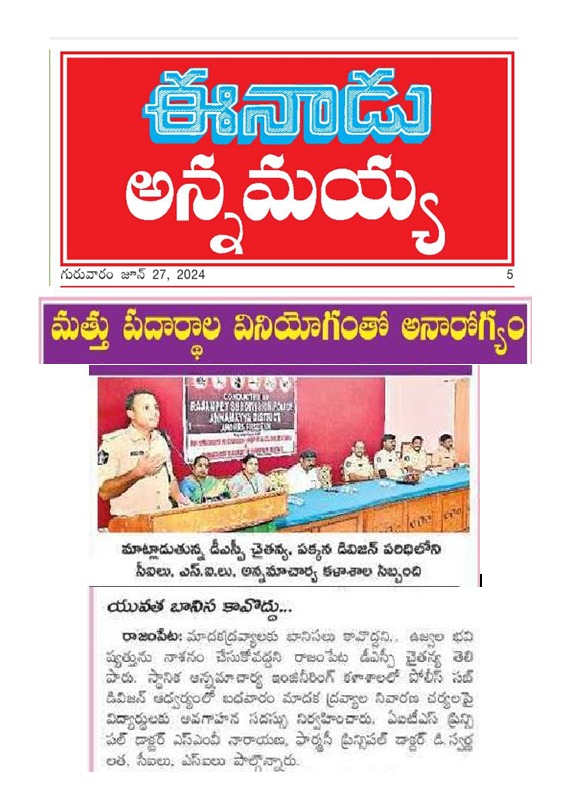 ఈనాడు
అన్నమయ్య
గురువారం జూన్ 27, 2024 5
మత్తు పదార్థాల వినియోగంతో అనారోగ్యం
CONDUCTED BY
RAJAMPET SUBDIVISION POLICE
ANNAMAYYA DISTRICT
ANDHRA PRADESH
మాట్లాడుతున్న డీఎస్పీ చైతన్య, పక్కన డివిజన్ పరిధిలోని
సీఐలు, ఎస్.ఐ.లు, అన్నమాచార్య కళాశాల సిబ్బంది
యువత బానిస కావొద్దు...
రాజంపేట: మాదకద్రవ్యాలకు బానిసలు కావొద్దని.. ఉజ్వల భవి
ష్యత్తును నాశనం చేసుకోవద్దని రాజంపేట డీఎస్పీ చైతన్య తెలి
పారు. స్థానిక అన్నమాచార్య ఇంజినీరింగ్ కళాశాలలో పోలీస్ సబ్
డివిజన్ ఆధ్వర్యంలో బుధవారం మాదక ద్రవ్యాల నివారణ చర్యలపై
విద్యార్థులకు అవగాహన సదస్సు నిర్వహించారు. ఏఐటీఎస్ ప్రిన్సి
పల్ డాక్టర్ ఎస్ఎంవీ నారాయణ, ఫార్మసీ ప్రిన్సిపల్ డాక్టర్ డి.స్వర్ణ
లత, సీఐలు, ఎస్ఐలు పాల్గొన్నారు.